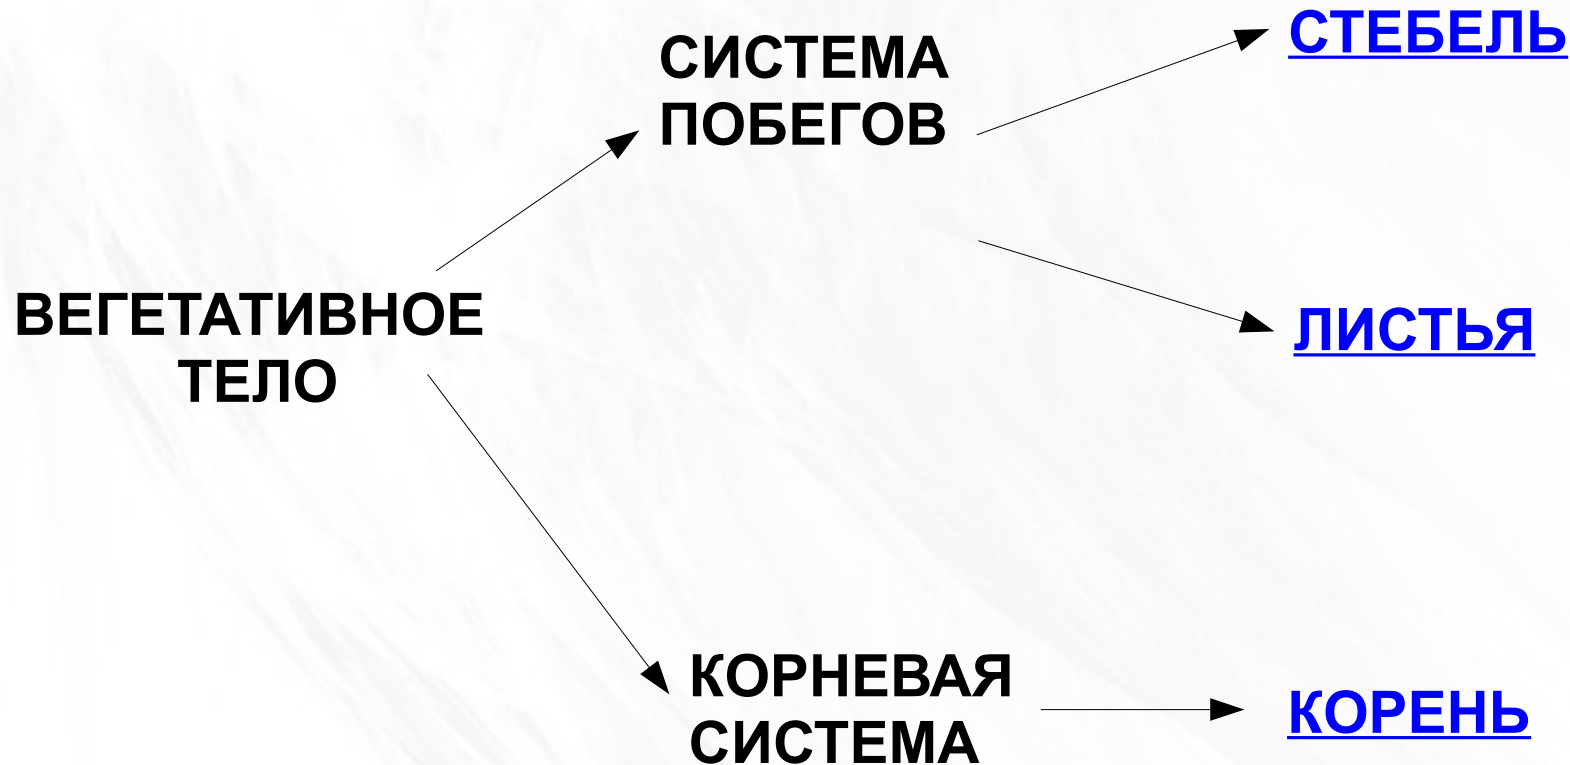 СИСТЕМА
ПОБЕГОВ
СТЕБЕЛЬ
ВЕГЕТАТИВНОЕ
ТЕЛО
ЛИСТЬЯ
КОРНЕВАЯ
СИСТЕМА
КОРЕНЬ